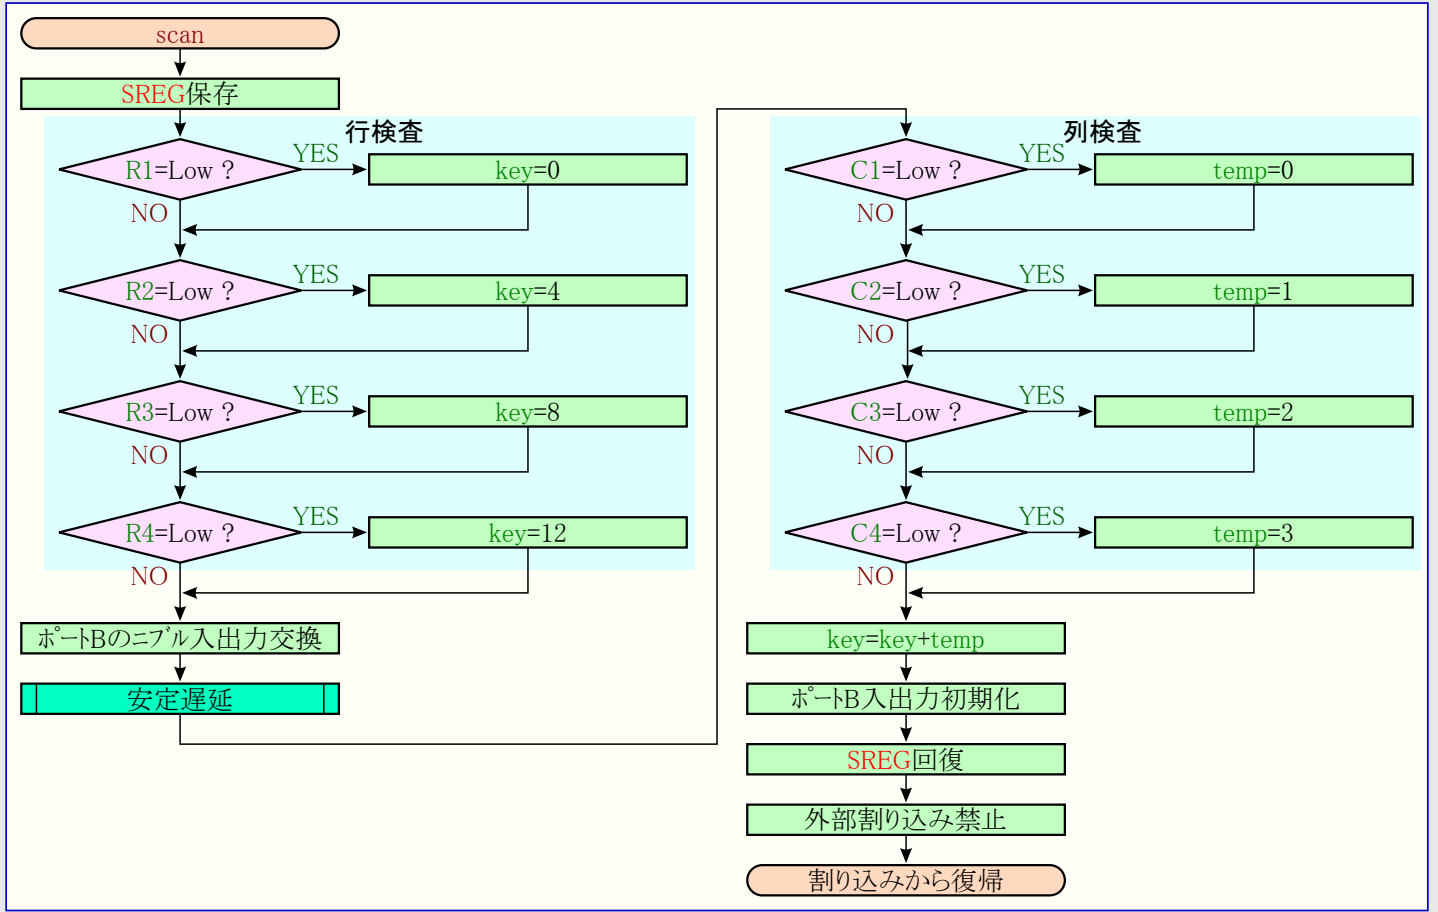 scan
SREG保存
行検査
R1=Low ?
YES
key=0
NO
R2=Low ?
YES
key=4
NO
R3=Low ?
YES
key=8
NO
R4=Low ?
YES
key=12
NO
ポートBのニブル入出力交換
安定遅延
列検査
C1=Low ?
YES
temp=0
NO
C2=Low ?
YES
temp=1
NO
C3=Low ?
YES
temp=2
NO
C4=Low ?
YES
temp=3
NO
key=key+temp
ポートB入出力初期化
SREG回復
外部割り込み禁止
割り込みから復帰